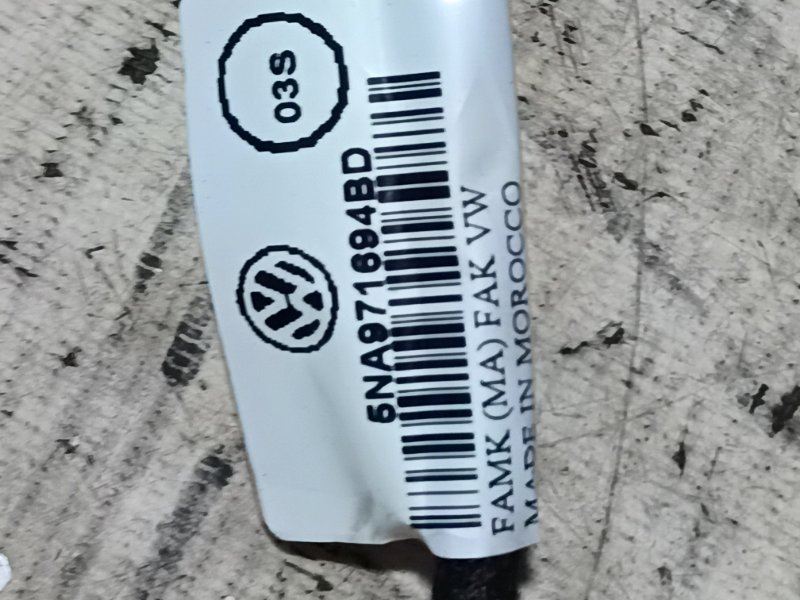 03S
5NA971694BD
FAMK (MA) FAK VW
MADE IN MOROCCO